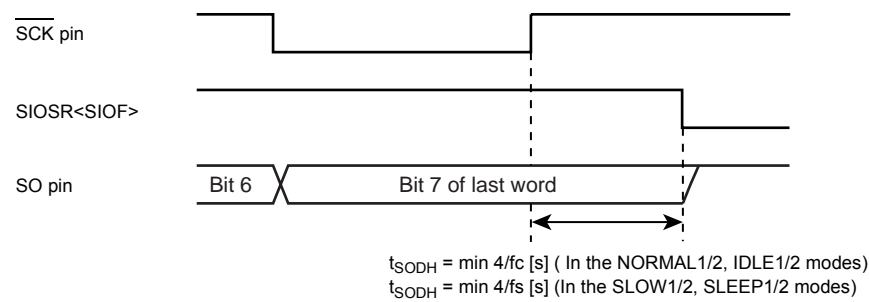 SCK pin
SIOSR<SIOF>
SO pin
Bit 6
Bit 7 of last word
tSODH = min 4/fc [s] ( In the NORMAL1/2, IDLE1/2 modes)
tSODH = min 4/fs [s] (In the SLOW1/2, SLEEP1/2 modes)